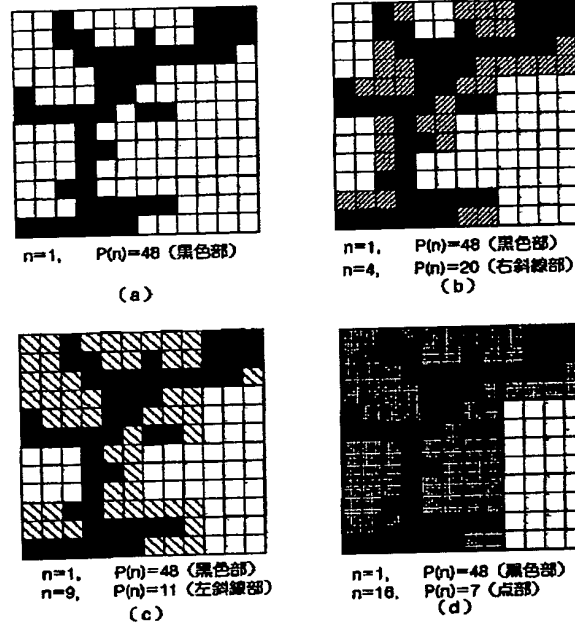 n=1,　P(n)=48（黒色部）
（a）
n=1,　P(n)=48（黒色部）
n=4,　P(n)=20（右斜線部）
（b）
n=1,　P(n)=48（黒色部）
n=9,　P(n)=11（左斜線部）
（c）
n=1,　P(n)=48（黒色部）
n=16,　P(n)=7（点部）
（d）